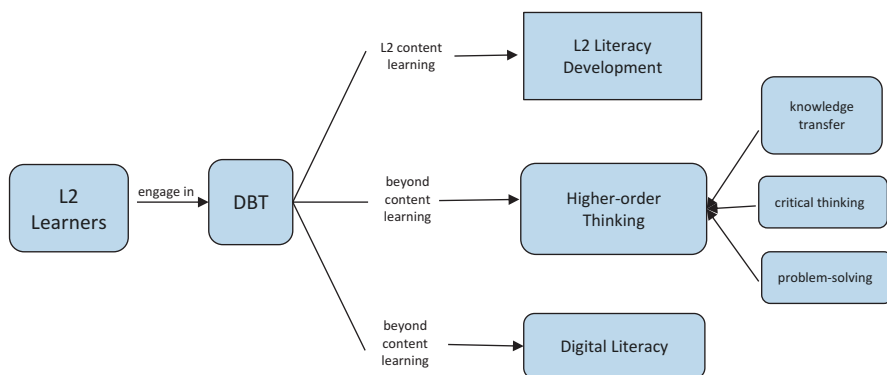 L2
Learners
engage in
DBT
L2 content
learning
L2 Literacy
Development
beyond
content
learning
Higher-order
Thinking
knowledge
transfer
critical thinking
problem-solving
beyond
content
learning
Digital Literacy